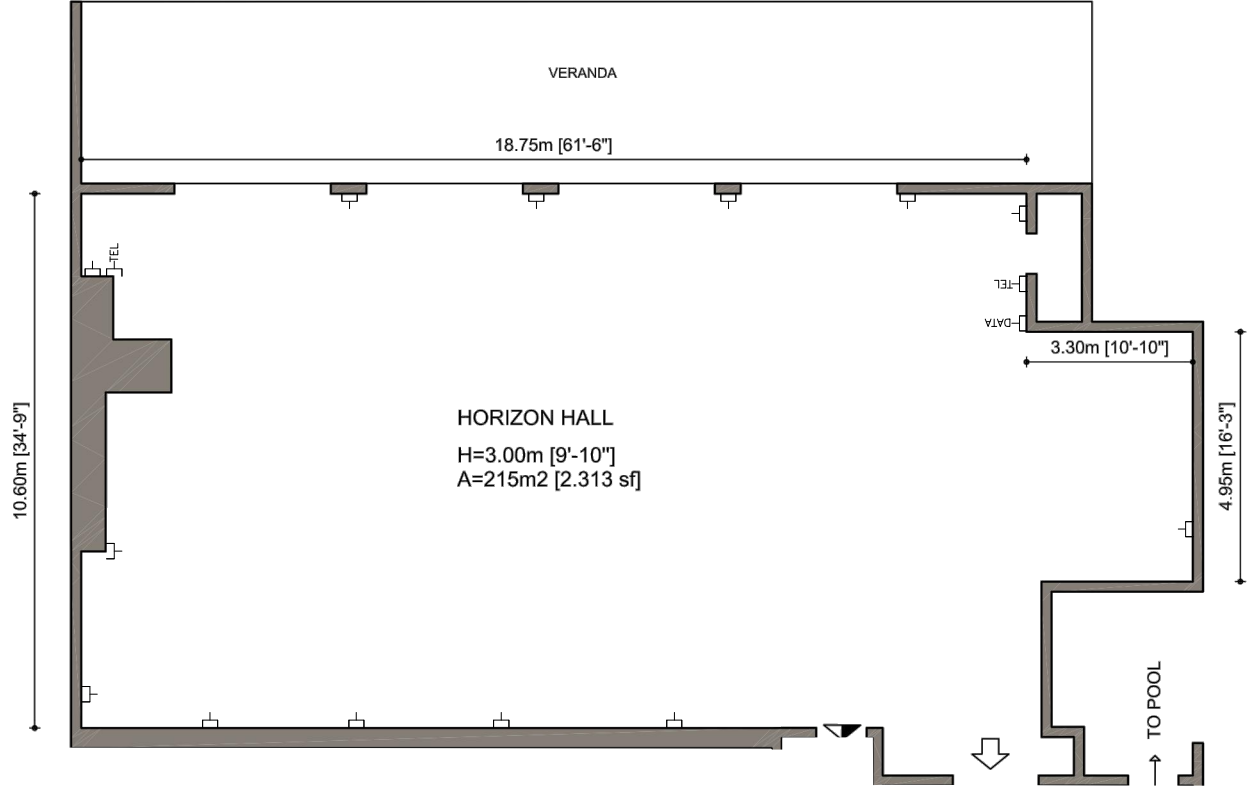 VERANDA
18.75m [61'-6"]
TEL
TEL
DATA
3.30m [10'-10"]
10.60m [34'-9"]
HORIZON HALL
H=3.00m [9'-10"]
A=215m2 [2.313 sf]
4.95m [16'-3"]
TO POOL